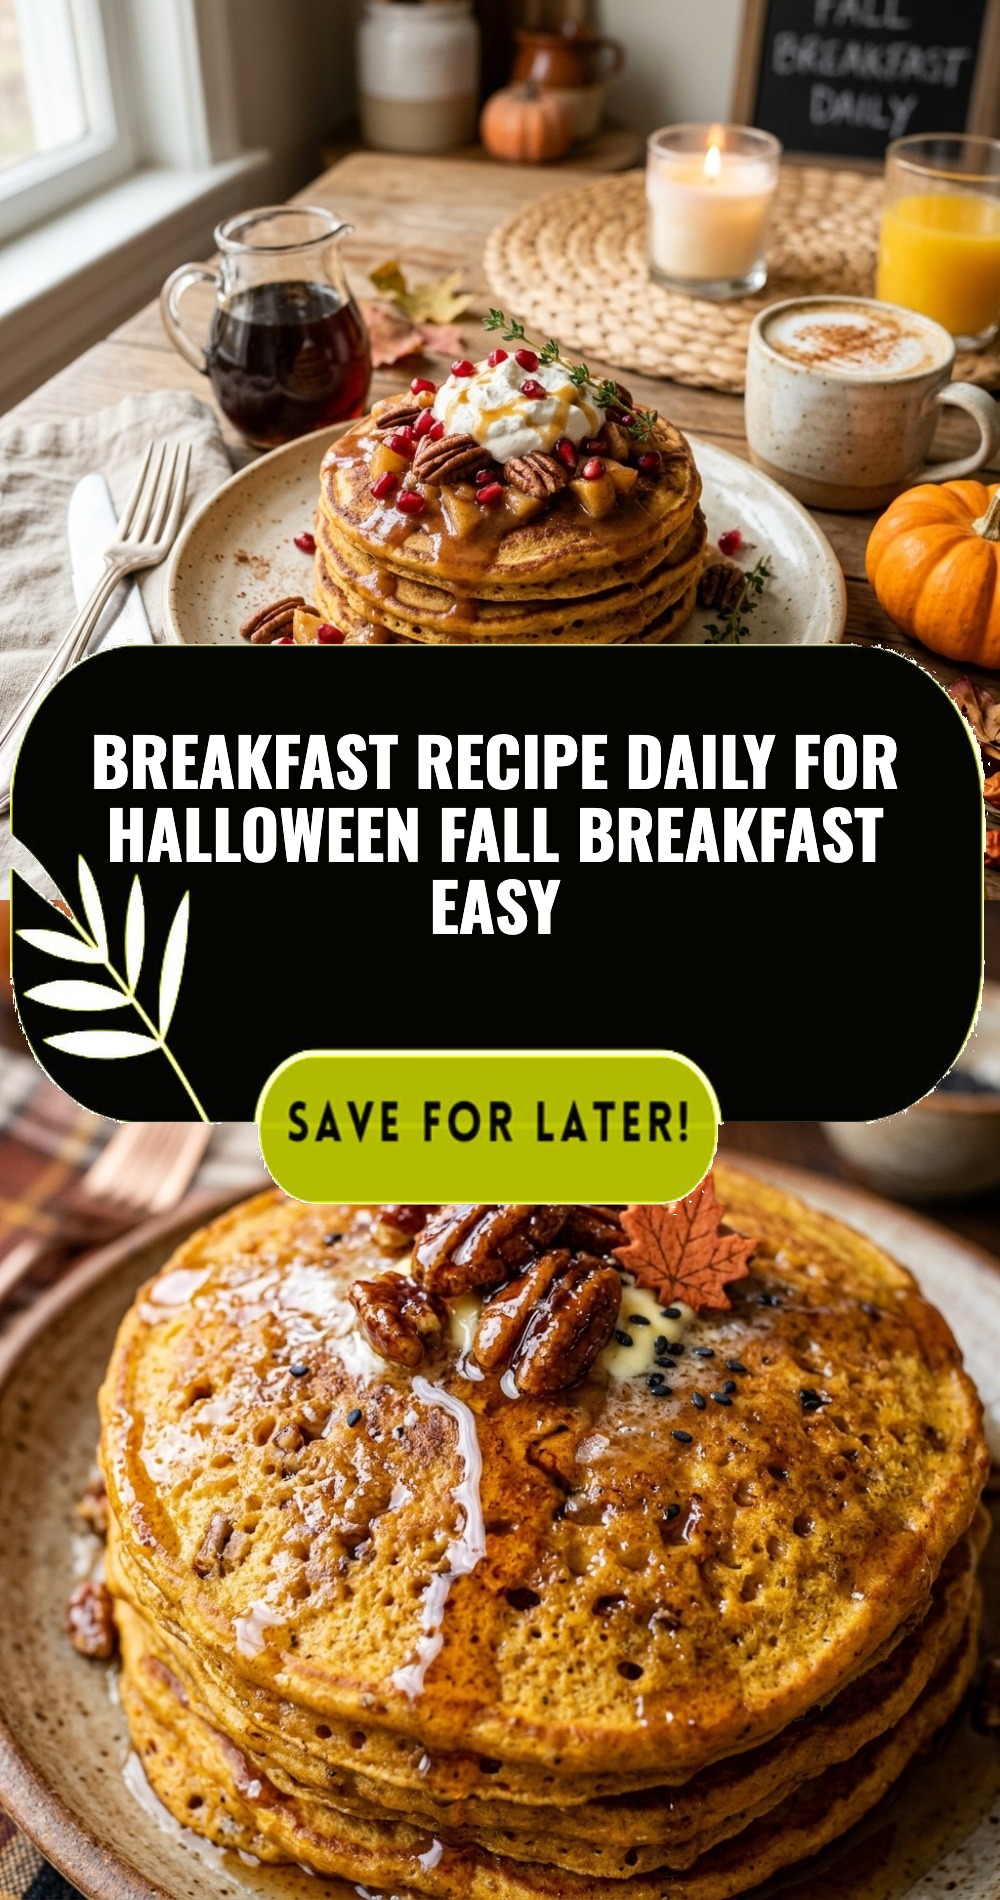 FALL
BREAKFAST
DAILY
BREAKFAST RECIPE DAILY FOR
HALLOWEEN FALL BREAKFAST
EASY
SAVE FOR LATER!